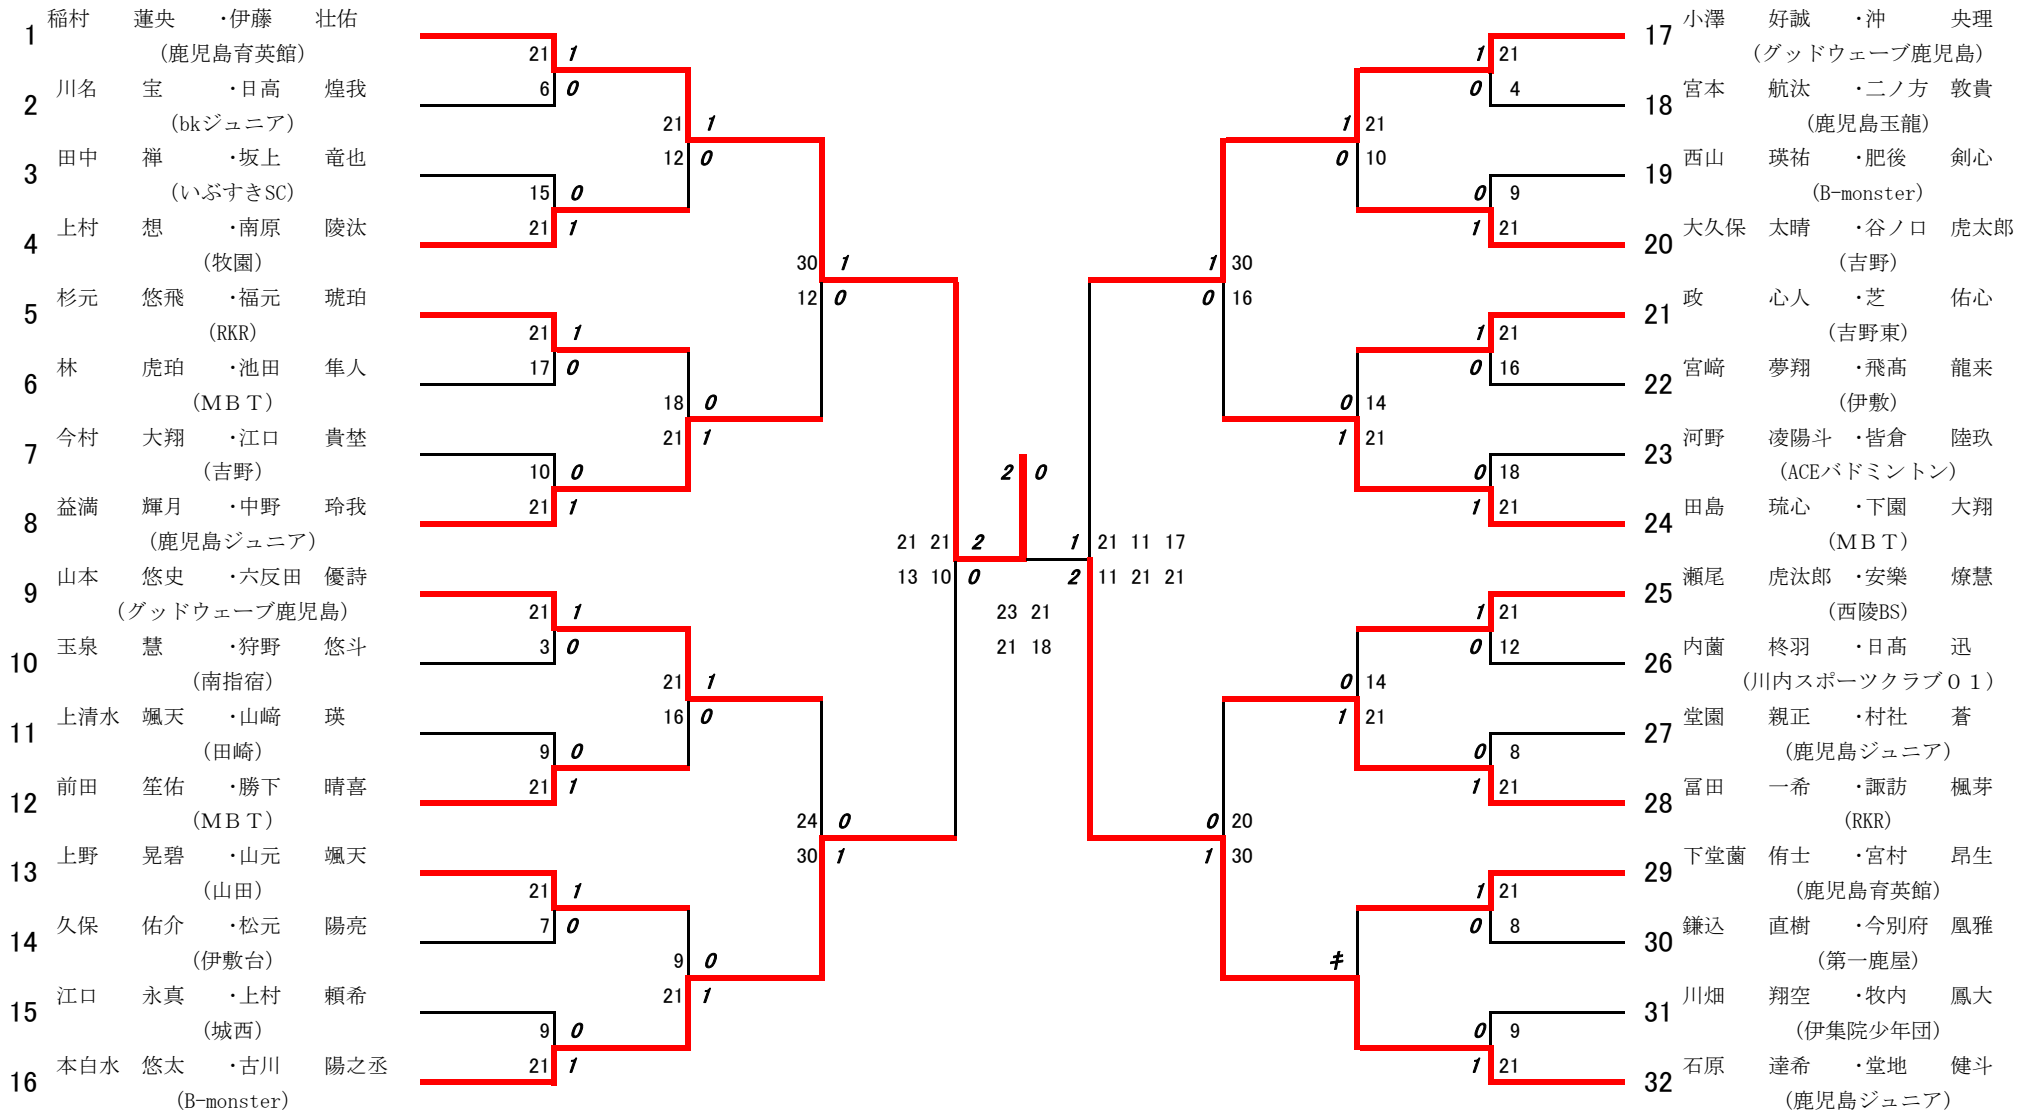 稲村 蓮央 ・伊藤 壮佑
1
(鹿児島育英館)
21 1
川名 宝 ・日高 煌我
6 0
2
(bkジュニア)
21 1
田中 禅 ・坂上 竜也
12 0
3
(いぶすきSC)
15 0
上村 想 ・南原 陵汰
21 1
4
(牧園)
30 1
杉元 悠飛 ・福元 琥珀
12 0
5
(RKR)
21 1
林 虎珀 ・池田 隼人
17 0
6
(ＭＢＴ)
18 0
今村 大翔 ・江口 貴埜
21 1
7
(吉野)
10 0
益満 輝月 ・中野 玲我
21 1
8
(鹿児島ジュニア)
21 21 2
山本 悠史 ・六反田 優詩
13 10 0
9
(グッドウェーブ鹿児島)
21 1
玉泉 慧 ・狩野 悠斗
3 0
10
(南指宿)
21 1
上清水 颯天 ・山﨑 瑛
16 0
11
(田崎)
9 0
前田 笙佑 ・勝下 晴喜
21 1
12
(ＭＢＴ)
24 0
上野 晃碧 ・山元 颯天
30 1
13
(山田)
21 1
久保 佑介 ・松元 陽亮
7 0
14
(伊敷台)
9 0
江口 永真 ・上村 頼希
21 1
15
(城西)
9 0
本白水 悠太 ・古川 陽之丞
21 1
16
(B-monster)
2 0
23 21
21 18
小澤 好誠 ・沖 央理
17
(グッドウェーブ鹿児島)
1 21
宮本 航汰 ・二ノ方 敦貴
0 4
18
(鹿児島玉龍)
1 21
西山 瑛祐 ・肥後 剣心
0 10
19
(B-monster)
0 9
大久保 太晴 ・谷ノ口 虎太郎
1 21
20
(吉野)
1 30
政 心人 ・芝 佑心
0 16
21
(吉野東)
1 21
宮﨑 夢翔 ・飛髙 龍来
0 16
22
(伊敷)
0 14
河野 凌陽斗 ・皆倉 陸玖
1 21
23
(ACEバドミントン)
0 18
田島 琉心 ・下園 大翔
1 21
24
(ＭＢＴ)
1 21 11 17
瀬尾 虎汰郎 ・安樂 燎慧
2 11 21 21
25
(西陵BS)
1 21
内薗 柊羽 ・日髙 迅
0 12
26
(川内スポーツクラブ０１)
0 14
堂園 親正 ・村社 蒼
1 21
27
(鹿児島ジュニア)
0 8
冨田 一希 ・諏訪 楓芽
1 21
28
(RKR)
0 20
下堂薗 侑士 ・宮村 昂生
1 30
29
(鹿児島育英館)
1 21
鎌込 直樹 ・今別府 凰雅
0 8
30
(第一鹿屋)
キ
川畑 翔空 ・牧内 鳳大
31
(伊集院少年団)
0 9
石原 達希 ・堂地 健斗
1 21
32
(鹿児島ジュニア)